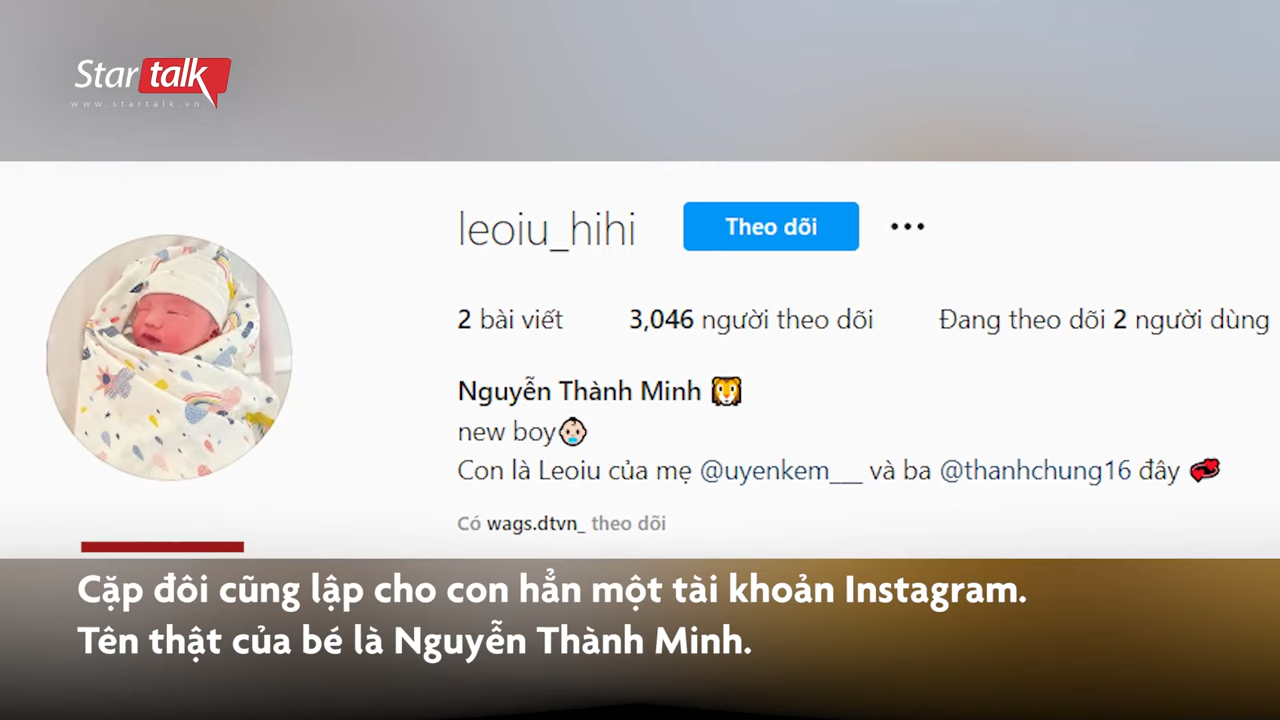 Star talk
www.startalk.vn
leoiu_hihi Theo dõi •••
2 bài viết 3,046 người theo dõi Đang theo dõi 2 người dùng
Nguyễn Thành Minh 🐯
new boy👶🏻
Con là Leoiu của mẹ @uyenkem___ và ba @thanhchung16 đây 💋
Có wags.dtvn_ theo dõi
Cặp đôi cũng lập cho con hẳn một tài khoản Instagram.
Tên thật của bé là Nguyễn Thành Minh.